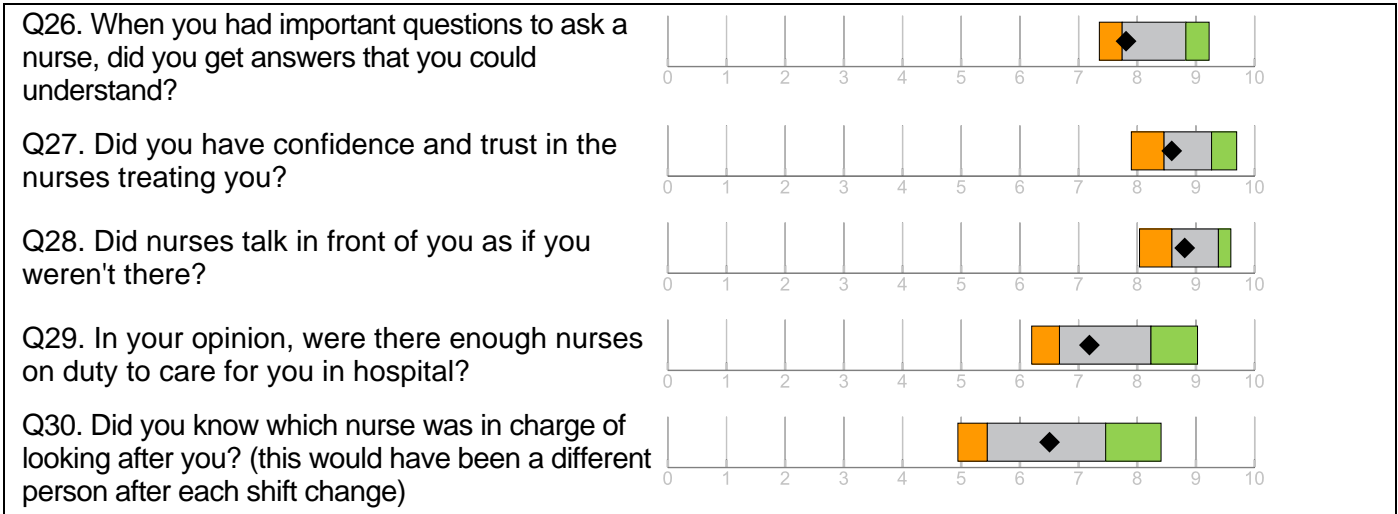 Q26. When you had important questions to ask a
nurse, did you get answers that you could
understand?
0 1 2 3 4 5 6 7 8 9 10
Q27. Did you have confidence and trust in the
nurses treating you?
0 1 2 3 4 5 6 7 8 9 10
Q28. Did nurses talk in front of you as if you
weren't there?
0 1 2 3 4 5 6 7 8 9 10
Q29. In your opinion, were there enough nurses
on duty to care for you in hospital?
0 1 2 3 4 5 6 7 8 9 10
Q30. Did you know which nurse was in charge of
looking after you? (this would have been a different
person after each shift change)
0 1 2 3 4 5 6 7 8 9 10